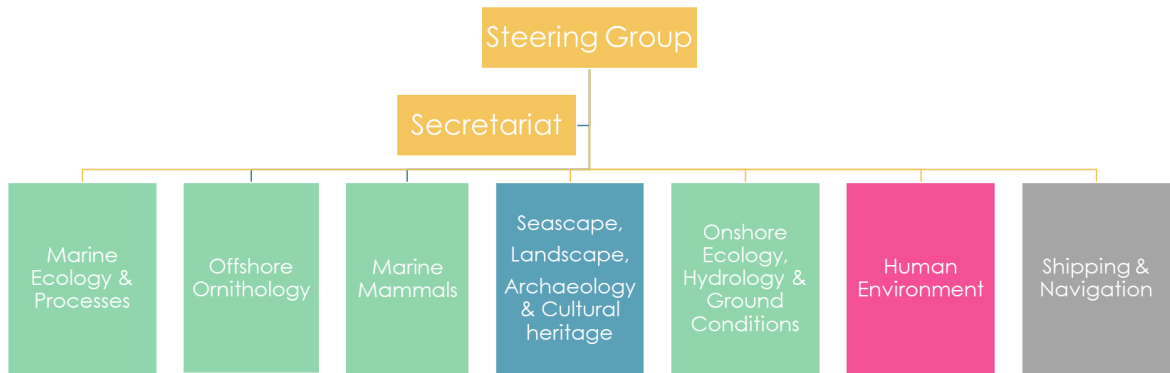 Steering Group
Secretariat
Marine
Ecology &
Processes
Offshore
Ornithology
Marine
Mammals
Seascape,
Landscape,
Archaeology
& Cultural
heritage
Onshore
Ecology,
Hydrology &
Ground
Conditions
Human
Environment
Shipping &
Navigation